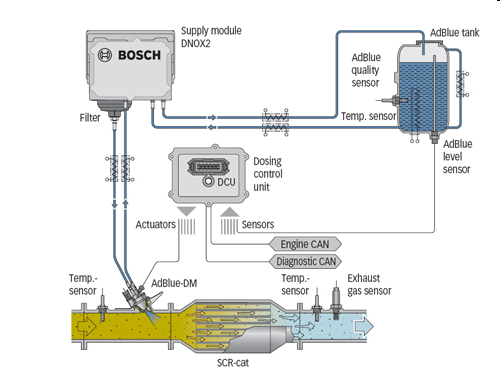 Supply module
DNOX2
AdBlue tank
BOSCH
AdBlue
quality
sensor
Filter
Temp. sensor
AdBlue
level
sensor
Dosing
control
unit
DCU
Actuators
Sensors
Engine CAN
Diagnostic CAN
Temp.-
sensor
AdBlue-DM
Temp.-
sensor
Exhaust
gas sensor
SCR-cat